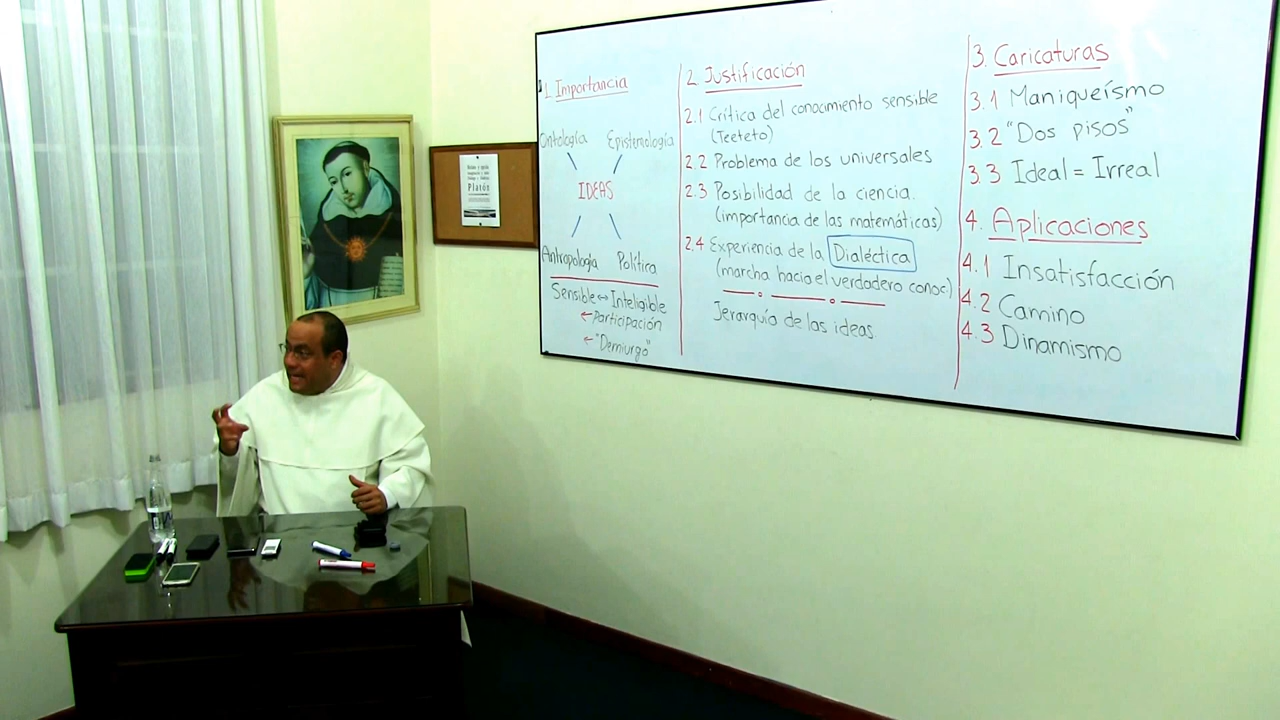 Platón
1. Importancia
Ontología Epistemología
IDEAS
Antropología Política
Sensible ↔ Inteligible
← Participación
← "Demiurgo"
2. Justificación
2.1 Crítica del conocimiento sensible
(Teeteto)
2.2 Problema de los universales
2.3 Posibilidad de la ciencia.
(importancia de las matemáticas)
2.4 Experiencia de la Dialéctica
(marcha hacia el verdadero conoc)
Jerarquía de las ideas.
3. Caricaturas
3.1 Maniqueísmo
3.2 "Dos pisos"
3.3 Ideal = Irreal
4. Aplicaciones
4.1 Insatisfacción
4.2 Camino
4.3 Dinamismo